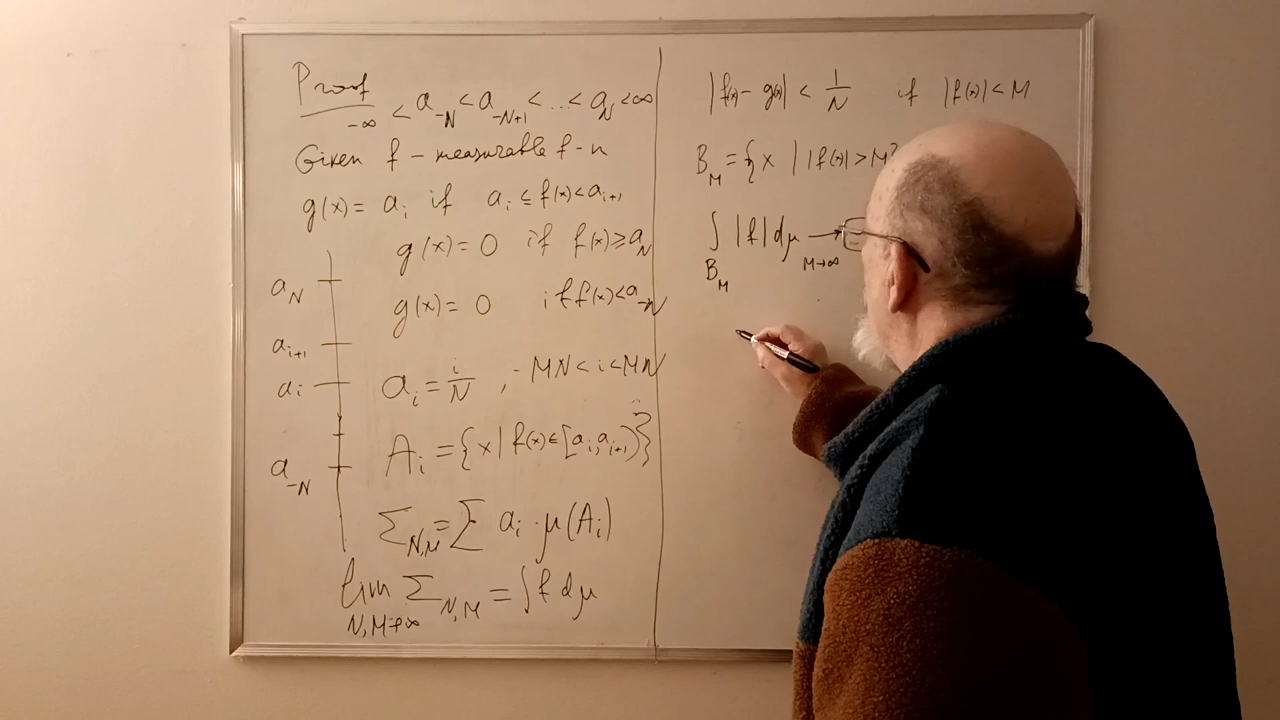 Proof
-∞ < a_{-N} < a_{-N+1} < ... < a_N < ∞
Given f - measurable f-n
g(x) = a_i if a_i ≤ f(x) < a_{i+1}
g(x) = 0 if f(x) ≥ a_N
g(x) = 0 if f(x) < a_{-N}
a_N
a_{i+1}
a_i
a_{-N}
a_i = i/N , -MN < i < MN
A_i = {x | f(x) ∈ [a_i, a_{i+1})}
Σ_{N,M} = Σ a_i · μ(A_i)
lim_{N,M→∞} Σ_{N,M} = ∫ f dμ
|f(x) - g(x)| < 1/N if |f(x)| < M
B_M = {x | |f(x)| > M}
∫_{B_M} |f| dμ →_{M→∞}